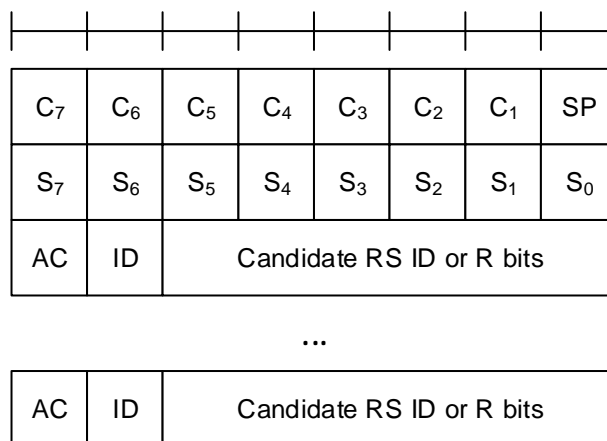 C₇ C₆ C₅ C₄ C₃ C₂ C₁ SP
S₇ S₆ S₅ S₄ S₃ S₂ S₁ S₀
AC ID Candidate RS ID or R bits
...
AC ID Candidate RS ID or R bits